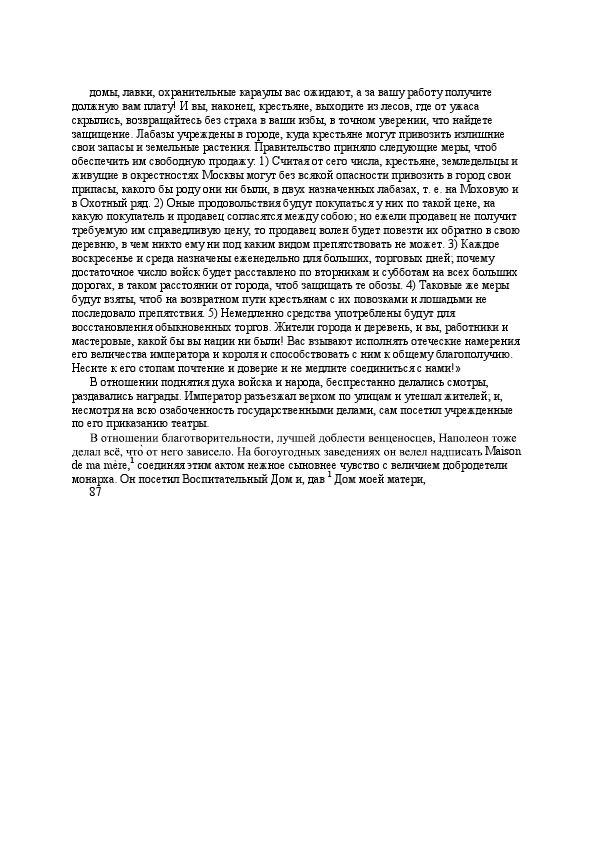 домы, лавки, охранительные караулы вас ожидают, а за вашу работу получите
должную вам плату! И вы, наконец, крестьяне, выходите из лесов, где от ужаса
скрылись, возвращайтесь без страха в ваши избы, в точном уверении, что найдете
защищение. Лабазы учреждены в городе, куда крестьяне могут привозить излишние
свои запасы и земельные растения. Правительство приняло следующие меры, чтоб
обеспечить им свободную продажу: 1) Считая от сего числа, крестьяне, земледельцы и
живущие в окрестностях Москвы могут без всякой опасности привозить в город свои
припасы, какого бы роду они ни были, в двух назначенных лабазах, т. е. на Моховую и
в Охотный ряд. 2) Оные продовольствия будут покупаться у них по такой цене, на
какую покупатель и продавец согласятся между собою; но ежели продавец не получит
требуемую им справедливую цену, то продавец волен будет повезти их обратно в свою
деревню, в чем никто ему ни под каким видом препятствовать не может. 3) Каждое
воскресенье и среда назначены еженедельно для больших, торговых дней; почему
достаточное число войск будет расставлено по вторникам и субботам на всех больших
дорогах, в таком расстоянии от города, чтоб защищать те обозы. 4) Таковые же меры
будут взяты, чтоб на возвратном пути крестьянам с их повозками и лошадьми не
последовало препятствия. 5) Немедленно средства употреблены будут для
восстановления обыкновенных торгов. Жители города и деревень, и вы, работники и
мастеровые, какой бы вы нации ни были! Вас взывают исполнять отеческие намерения
его величества императора и короля и способствовать с ним к общему благополучию.
Несите к его стопам почтение и доверие и не медлите соединиться с нами!»
В отношении поднятия духа войска и народа, беспрестанно делались смотры,
раздавались награды. Император разъезжал верхом по улицам и утешал жителей; и,
несмотря на всю озабоченность государственными делами, сам посетил учрежденные
по его приказанию театры.
В отношении благотворительности, лучшей доблести венценосцев, Наполеон тоже
делал всё, что̀ от него зависело. На богоугодных заведениях он велел надписать Maison
de ma mère,¹ соединяя этим актом нежное сыновнее чувство с величием добродетели
монарха. Он посетил Воспитательный Дом и, дав ¹ Дом моей матери,
87